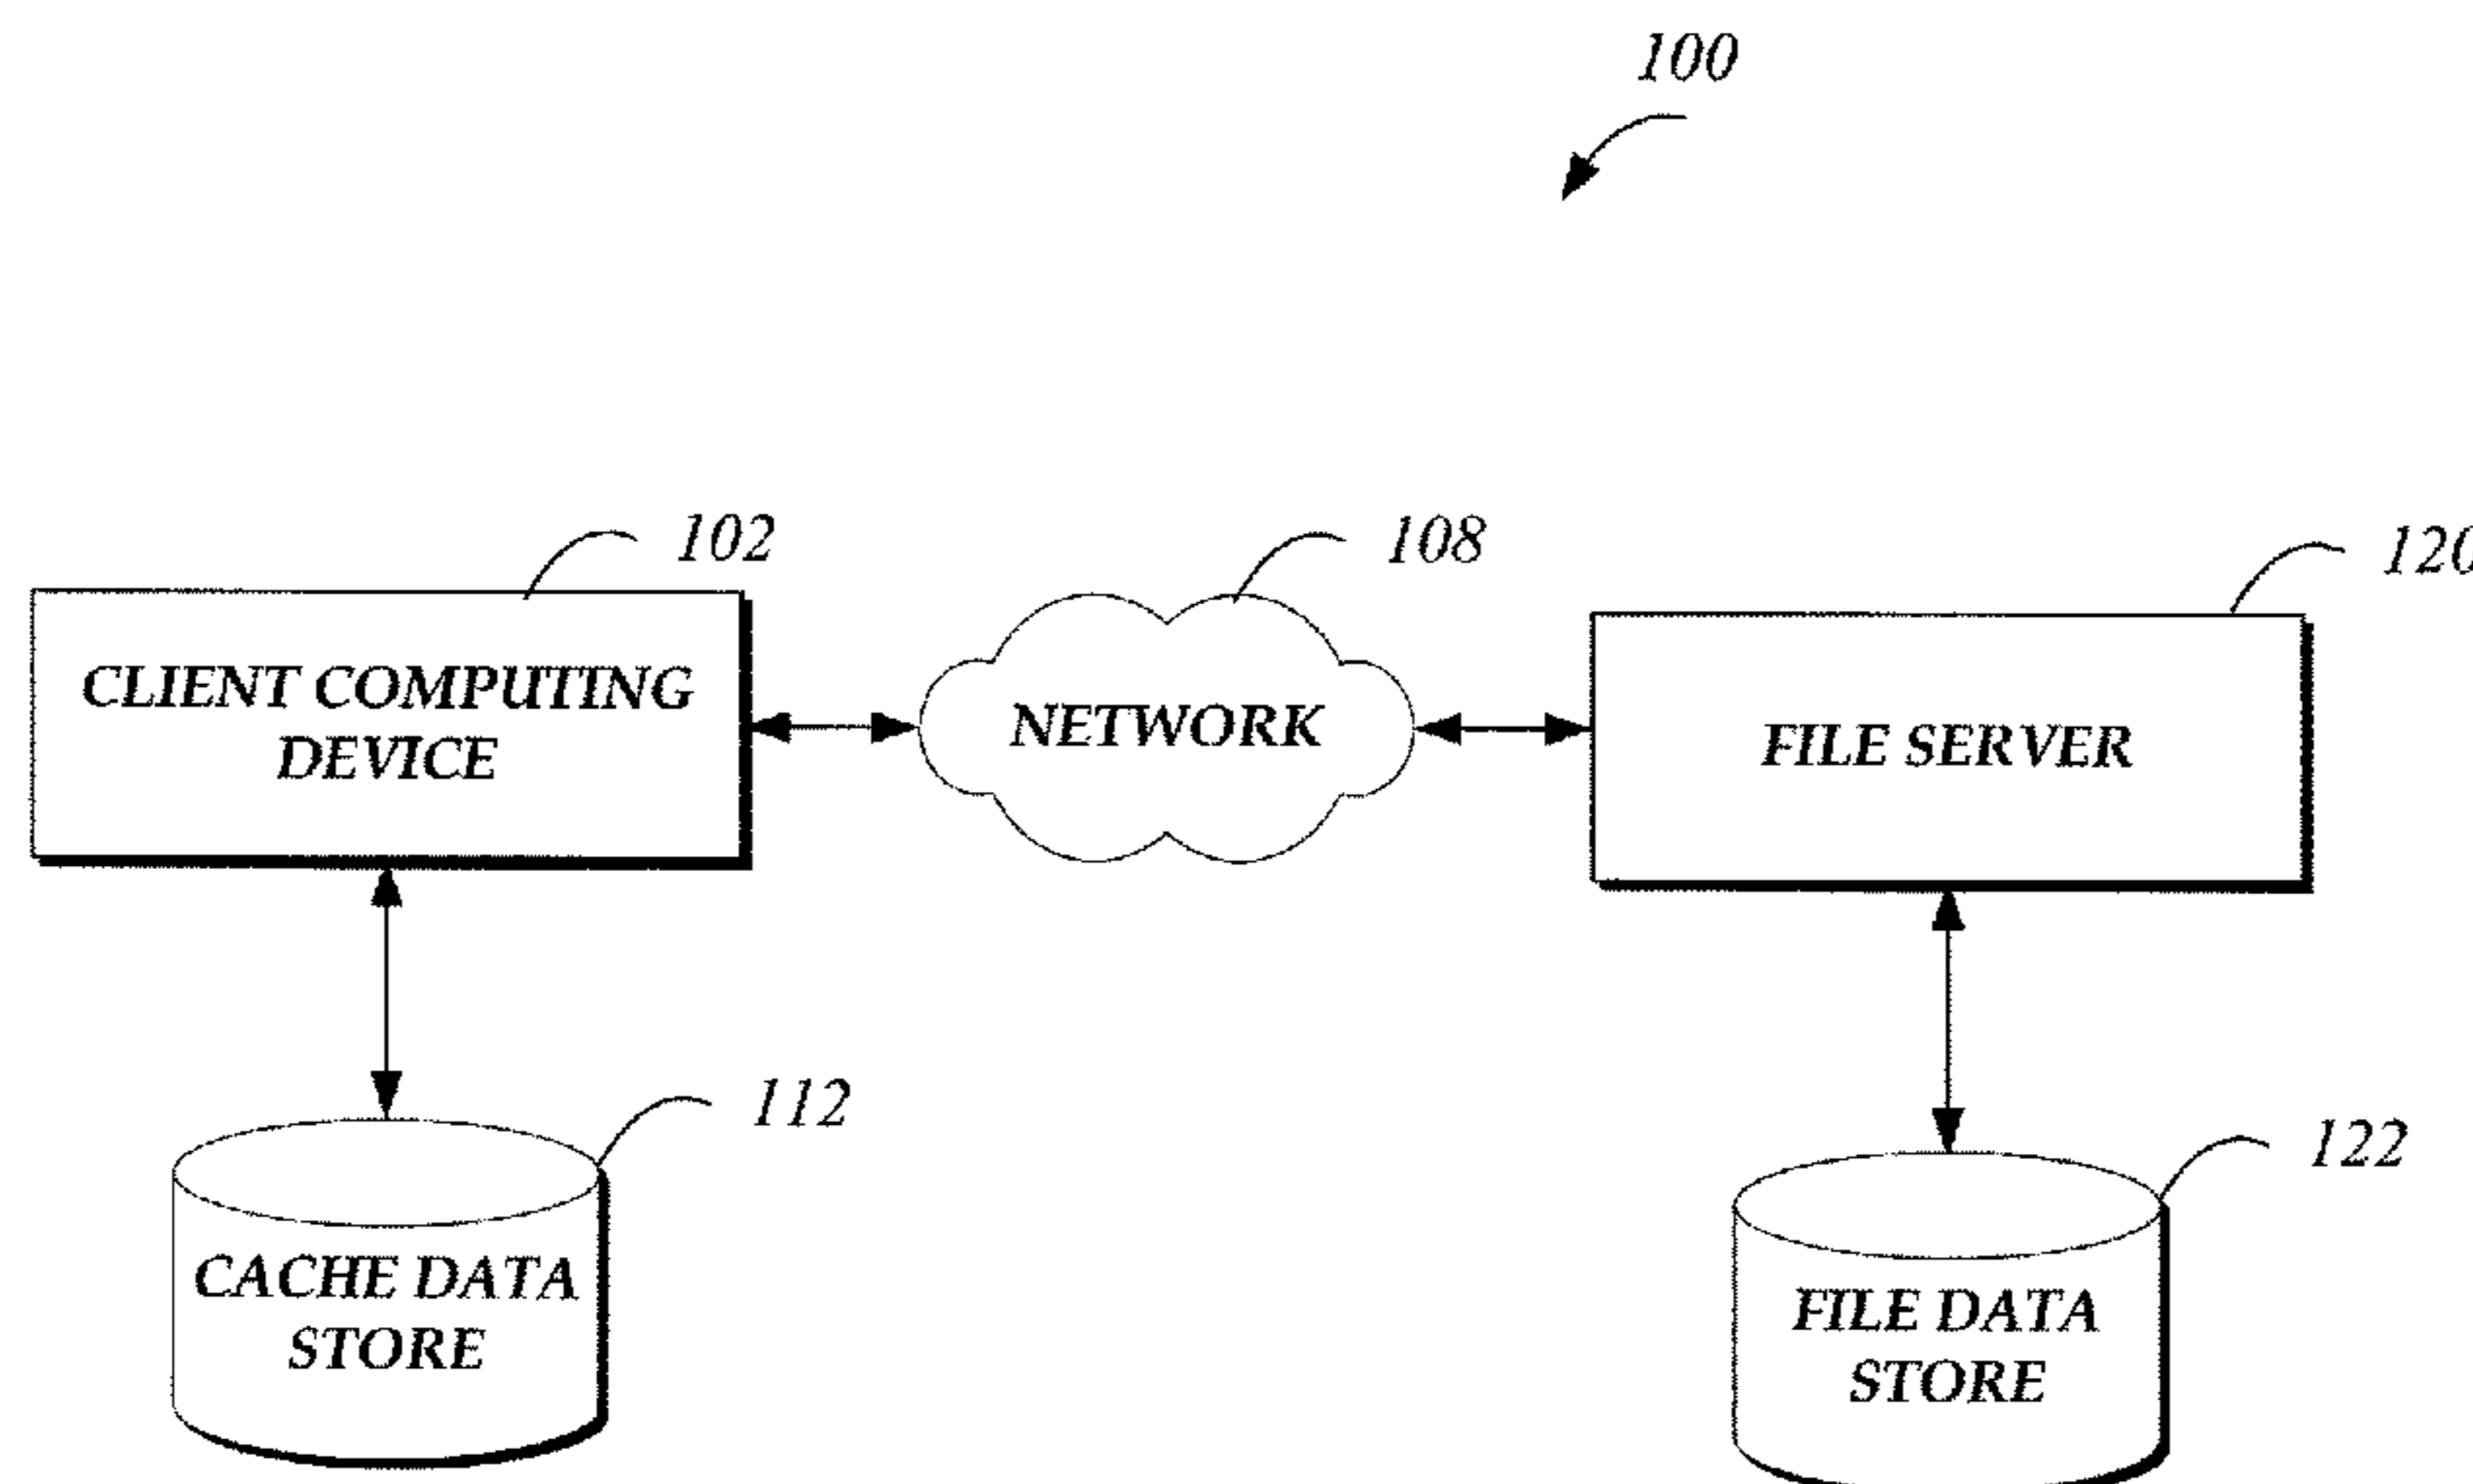 100
102
108
120
CLIENT COMPUTING
DEVICE
NETWORK
FILE SERVER
112
122
CACHE DATA
STORE
FILE DATA
STORE